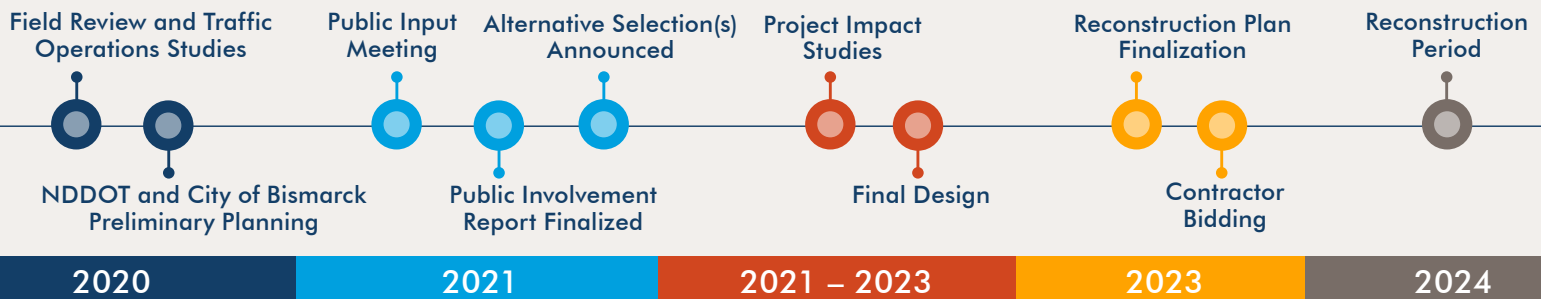 Field Review and Traffic
Operations Studies
NDDOT and City of Bismarck
Preliminary Planning
Public Input
Meeting
Public Involvement
Report Finalized
Alternative Selection(s)
Announced
Project Impact
Studies
Final Design
Reconstruction Plan
Finalization
Contractor
Bidding
Reconstruction
Period
2020
2021
2021 – 2023
2023
2024